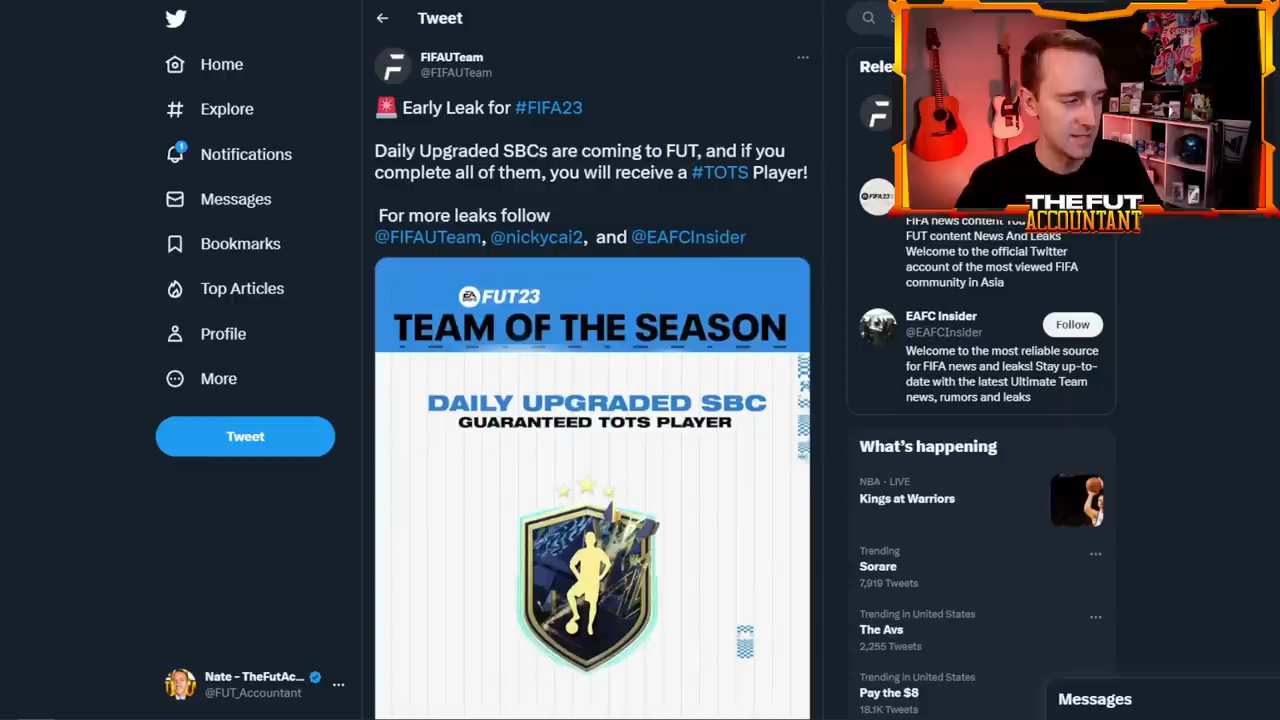 Home
Explore
1
Notifications
Messages
Bookmarks
Top Articles
Profile
More
Tweet
Nate - TheFutAc...
@FUT_Accountant
Tweet
FIFAUTeam
@FIFAUTeam
Early Leak for #FIFA23
Daily Upgraded SBCs are coming to FUT, and if you
complete all of them, you will receive a #TOTS Player!
For more leaks follow
@FIFAUTeam, @nickycai2, and @EAFCInsider
EA SPORTS FUT23
TEAM OF THE SEASON
DAILY UPGRADED SBC
GUARANTEED TOTS PLAYER
THE FUT
ACCOUNTANT
Rele
FUT content News And Leaks
Welcome to the official Twitter
account of the most viewed FIFA
community in Asia
EAFC Insider
@EAFCInsider
Follow
Welcome to the most reliable source
for FIFA news and leaks! Stay up-to-
date with the latest Ultimate Team
news, rumors and leaks
What's happening
NBA · LIVE
Kings at Warriors
Trending
Sorare
7,919 Tweets
Trending in United States
The Avs
2,255 Tweets
Trending in United States
Pay the $8
18.1K Tweets
Messages